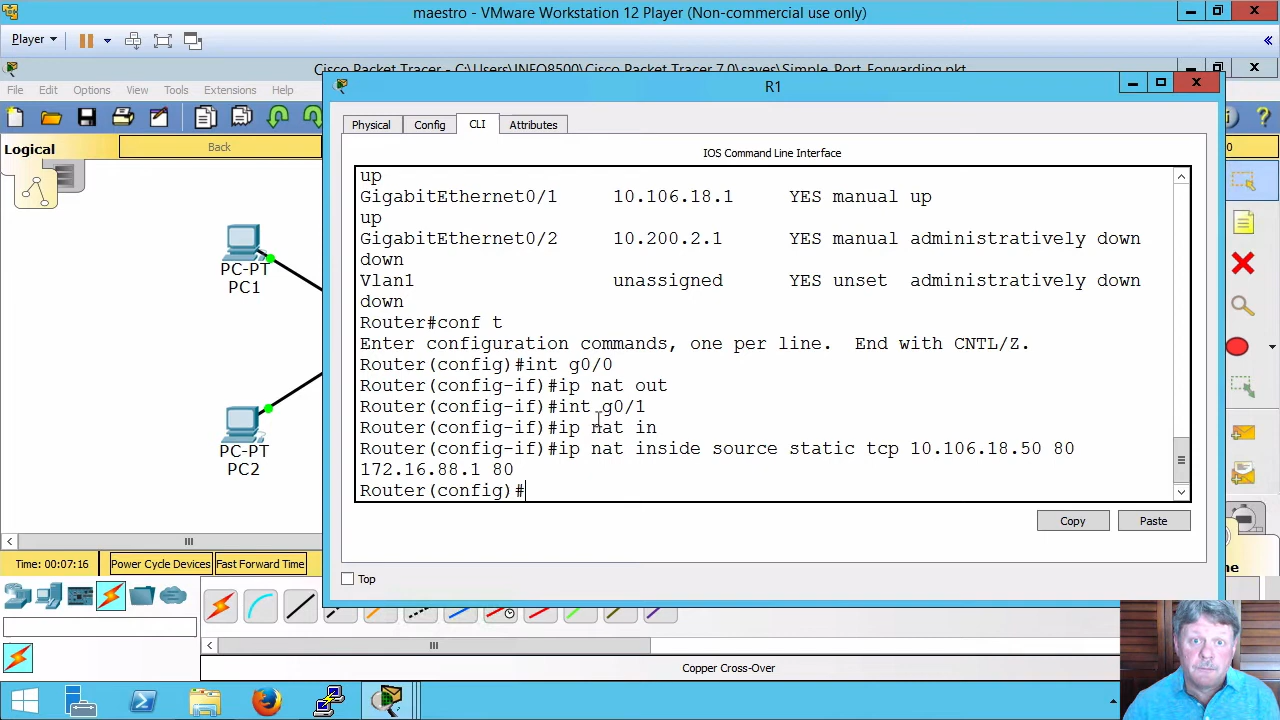 maestro - VMware Workstation 12 Player (Non-commercial use only)
Player
Cisco Packet Tracer - C:\Users\INFO8500\Cisco Packet Tracer 7.0\saves\Simple_Port_Forwarding.pkt
R1
File Edit Options View Tools Extensions Help
Physical Config CLI Attributes
Logical
Back
IOS Command Line Interface
up
GigabitEthernet0/1 10.106.18.1 YES manual up
up
GigabitEthernet0/2 10.200.2.1 YES manual administratively down
down
Vlan1 unassigned YES unset administratively down
down
Router#conf t
Enter configuration commands, one per line. End with CNTL/Z.
Router(config)#int g0/0
Router(config-if)#ip nat out
Router(config-if)#int g0/1
Router(config-if)#ip nat in
Router(config-if)#ip nat inside source static tcp 10.106.18.50 80
172.16.88.1 80
Router(config)#
PC-PT
PC1
PC-PT
PC2
Copy Paste
Time: 00:07:16 Power Cycle Devices Fast Forward Time
Top
Copper Cross-Over